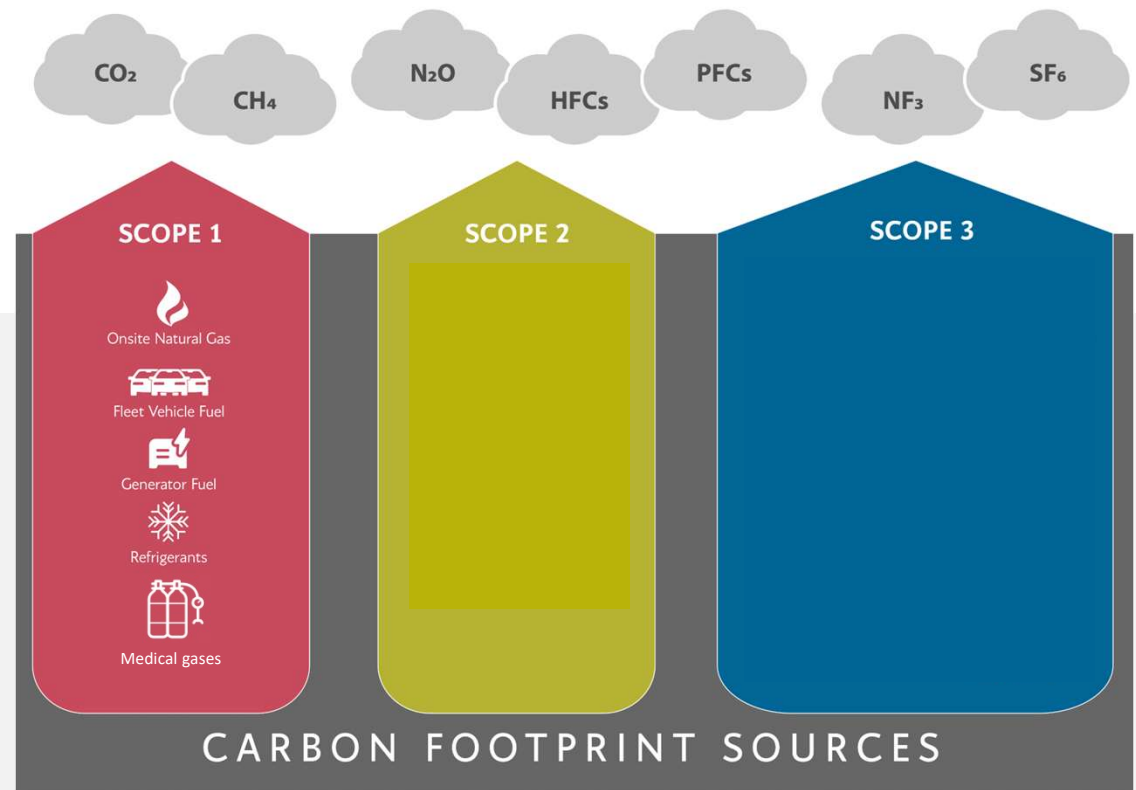 CO₂
CH₄
N₂O
HFCs
PFCs
NF₃
SF₆
SCOPE 1
Onsite Natural Gas
Fleet Vehicle Fuel
Generator Fuel
Refrigerants
Medical gases
SCOPE 2
SCOPE 3
CARBON FOOTPRINT SOURCES